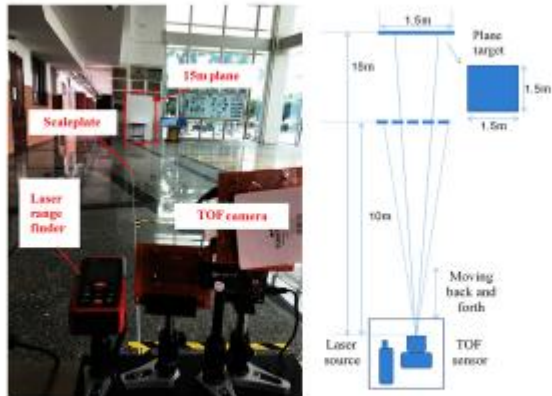 15m plane
Scaleplate
Laser
range
finder
TOF camera
1.5m
Plane
target
15m
1.5m
1.5m
10m
Moving
back and
forth
Laser
source
TOF
sensor